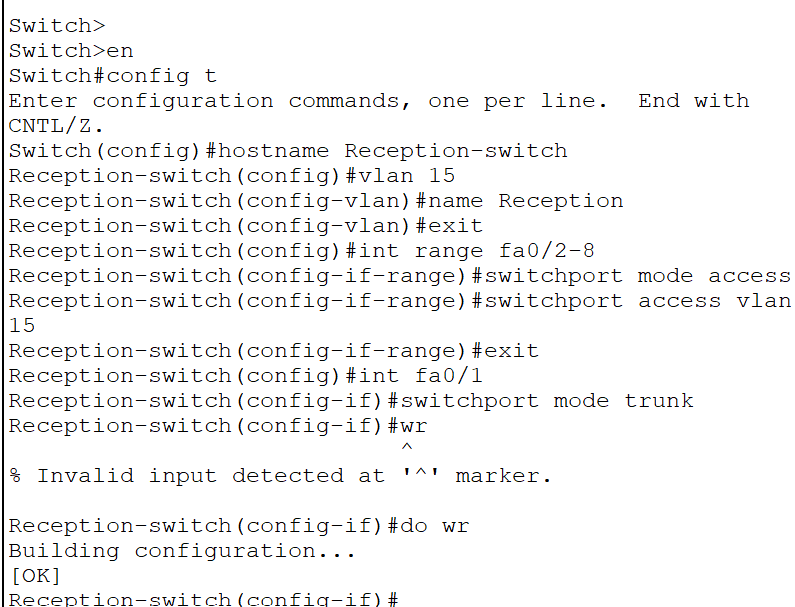 Switch>
Switch>en
Switch#config t
Enter configuration commands, one per line.  End with
CNTL/Z.
Switch(config)#hostname Reception-switch
Reception-switch(config)#vlan 15
Reception-switch(config-vlan)#name Reception
Reception-switch(config-vlan)#exit
Reception-switch(config)#int range fa0/2-8
Reception-switch(config-if-range)#switchport mode access
Reception-switch(config-if-range)#switchport access vlan
15
Reception-switch(config-if-range)#exit
Reception-switch(config)#int fa0/1
Reception-switch(config-if)#switchport mode trunk
Reception-switch(config-if)#wr
^
% Invalid input detected at '^' marker.
Reception-switch(config-if)#do wr
Building configuration...
[OK]
Reception-switch(config-if)#